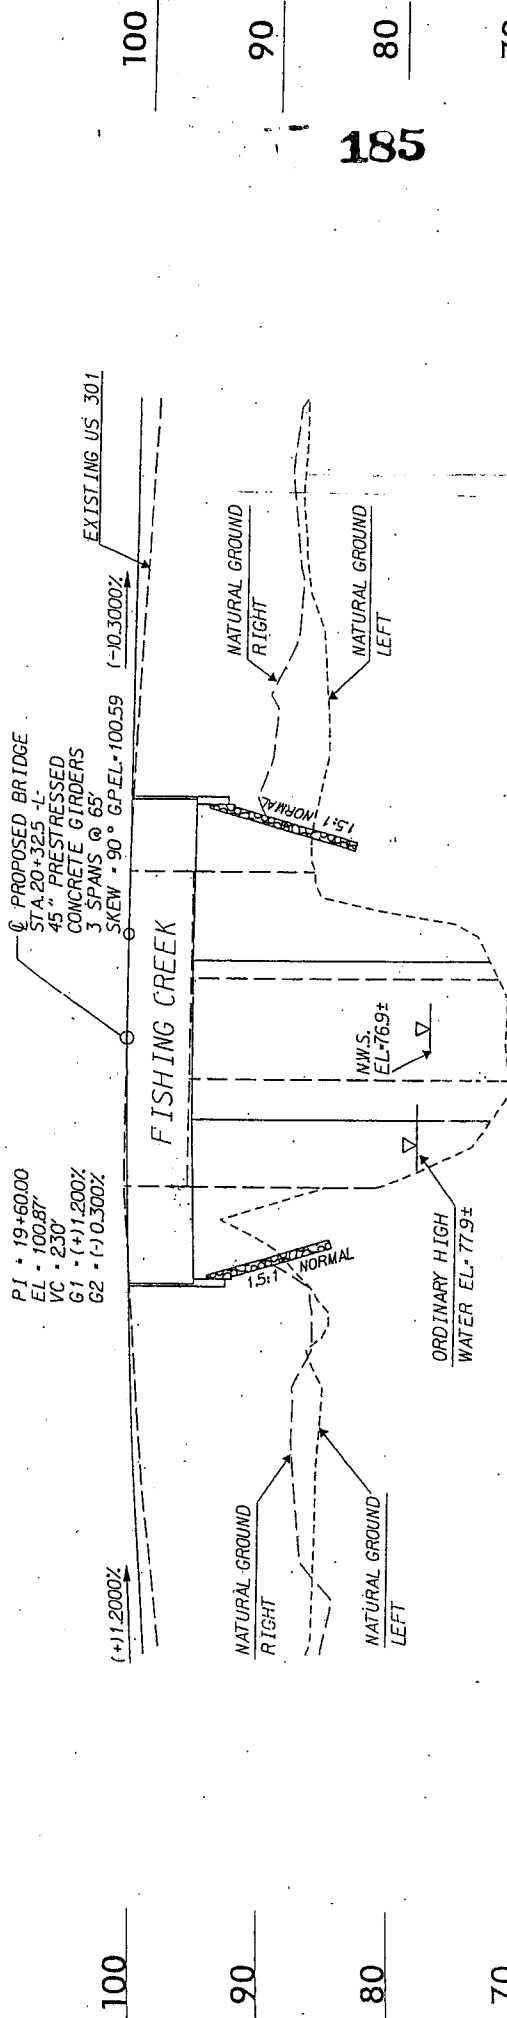 ℄ PROPOSED BRIDGE
STA. 20+32.5 -L-
45" PRESTRESSED
CONCRETE GIRDERS
3 SPANS @ 65'
SKEW = 90° G.P.EL.=100.59
PI = 19+60.00
EL = 100.87'
VC = 230'
G1 = (+)1.200%
G2 = (-)0.300%
(+)1.2000%
(-)0.3000%
EXISTING US 301
FISHING CREEK
NATURAL GROUND
RIGHT
NATURAL GROUND
LEFT
1.5:1 NORMAL
N.W.S.
EL=76.9±
ORDINARY HIGH
WATER EL= 77.9±
1.5:1 NORMAL
NATURAL GROUND
RIGHT
NATURAL GROUND
LEFT
100
90
80
70
100
90
80
185